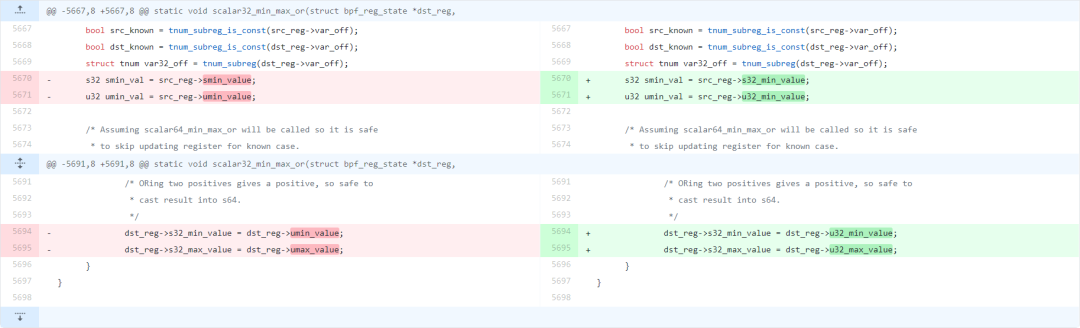 @@ -5667,8 +5667,8 @@ static void scalar32_min_max_or(struct bpf_reg_state *dst_reg,
5667 bool src_known = tnum_subreg_is_const(src_reg->var_off); 5667 bool src_known = tnum_subreg_is_const(src_reg->var_off);
5668 bool dst_known = tnum_subreg_is_const(dst_reg->var_off); 5668 bool dst_known = tnum_subreg_is_const(dst_reg->var_off);
5669 struct tnum var32_off = tnum_subreg(dst_reg->var_off); 5669 struct tnum var32_off = tnum_subreg(dst_reg->var_off);
5670 - s32 smin_val = src_reg->smin_value; 5670 + s32 smin_val = src_reg->s32_min_value;
5671 - u32 umin_val = src_reg->umin_value; 5671 + u32 umin_val = src_reg->u32_min_value;
5672 5672
5673 /* Assuming scalar64_min_max_or will be called so it is safe 5673 /* Assuming scalar64_min_max_or will be called so it is safe
5674 * to skip updating register for known case. 5674 * to skip updating register for known case.
@@ -5691,8 +5691,8 @@ static void scalar32_min_max_or(struct bpf_reg_state *dst_reg,
5691 /* ORing two positives gives a positive, so safe to 5691 /* ORing two positives gives a positive, so safe to
5692 * cast result into s64. 5692 * cast result into s64.
5693 */ 5693 */
5694 - dst_reg->s32_min_value = dst_reg->umin_value; 5694 + dst_reg->s32_min_value = dst_reg->u32_min_value;
5695 - dst_reg->s32_max_value = dst_reg->umax_value; 5695 + dst_reg->s32_max_value = dst_reg->u32_max_value;
5696 } 5696 }
5697 } 5697 }
5698 5698